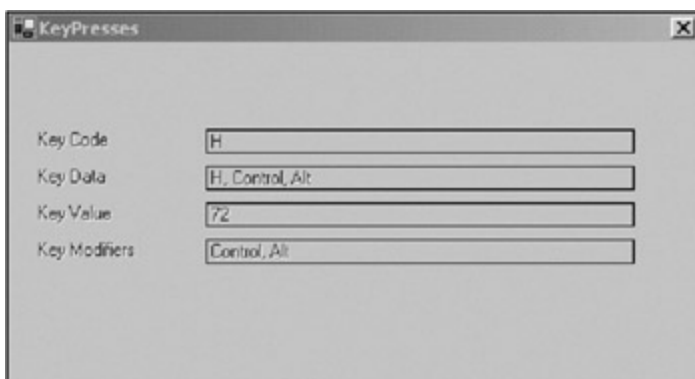 KeyPresses
Key Code H
Key Data H, Control, Alt
Key Value 72
Key Modifiers Control, Alt